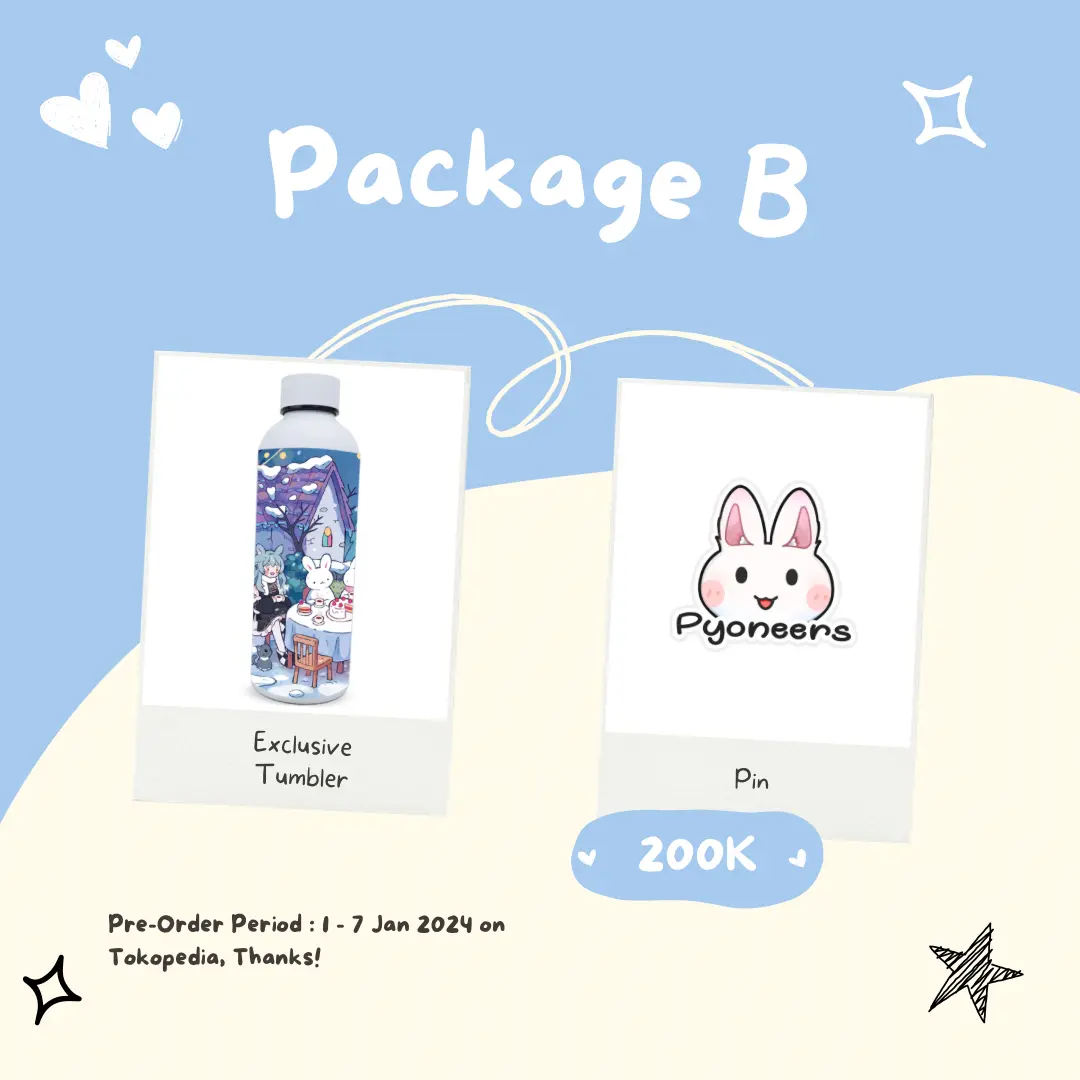 Package B
Pyoneers
Exclusive
Tumbler
Pin
200K
Pre-Order Period : 1 - 7 Jan 2024 on
Tokopedia, Thanks!